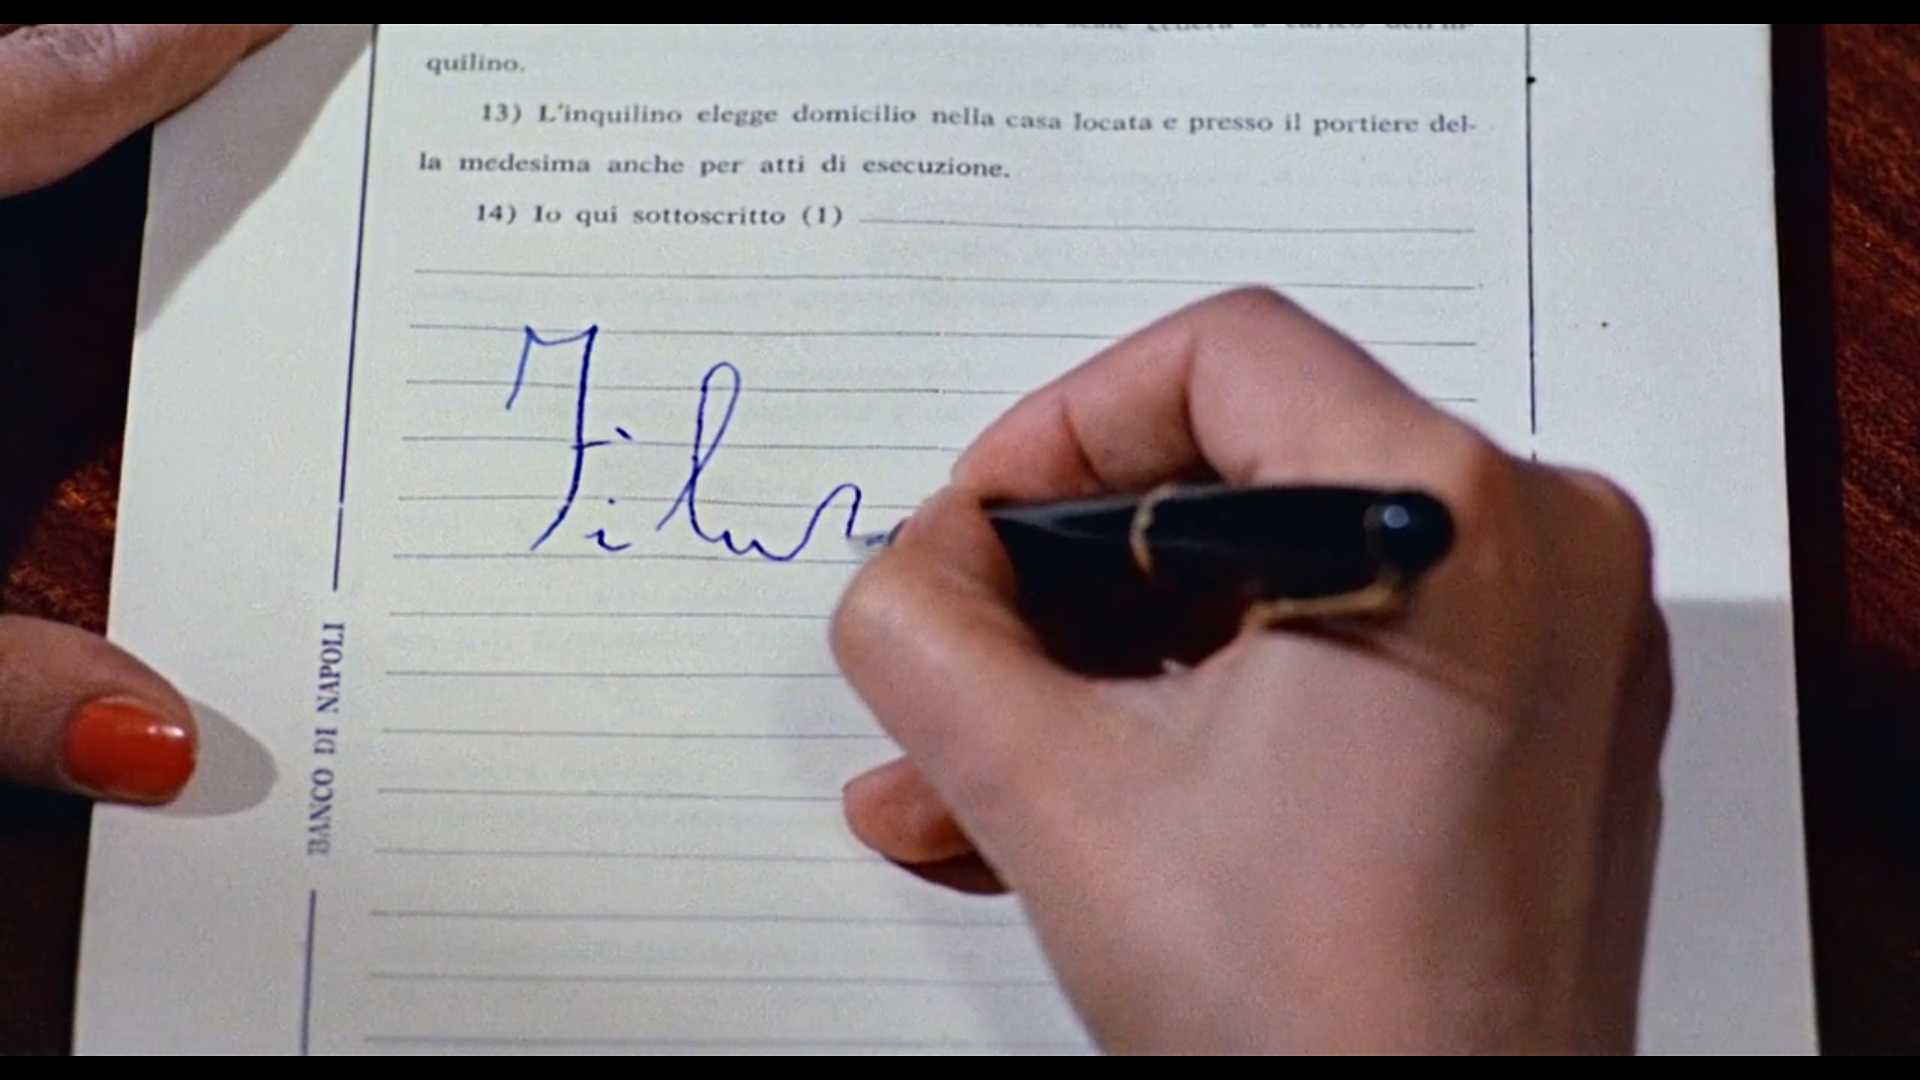 quilino.
13) L'inquilino elegge domicilio nella casa locata e presso il portiere del-
la medesima anche per atti di esecuzione.
14) Io qui sottoscritto (1)
Filu
BANCO DI NAPOLI